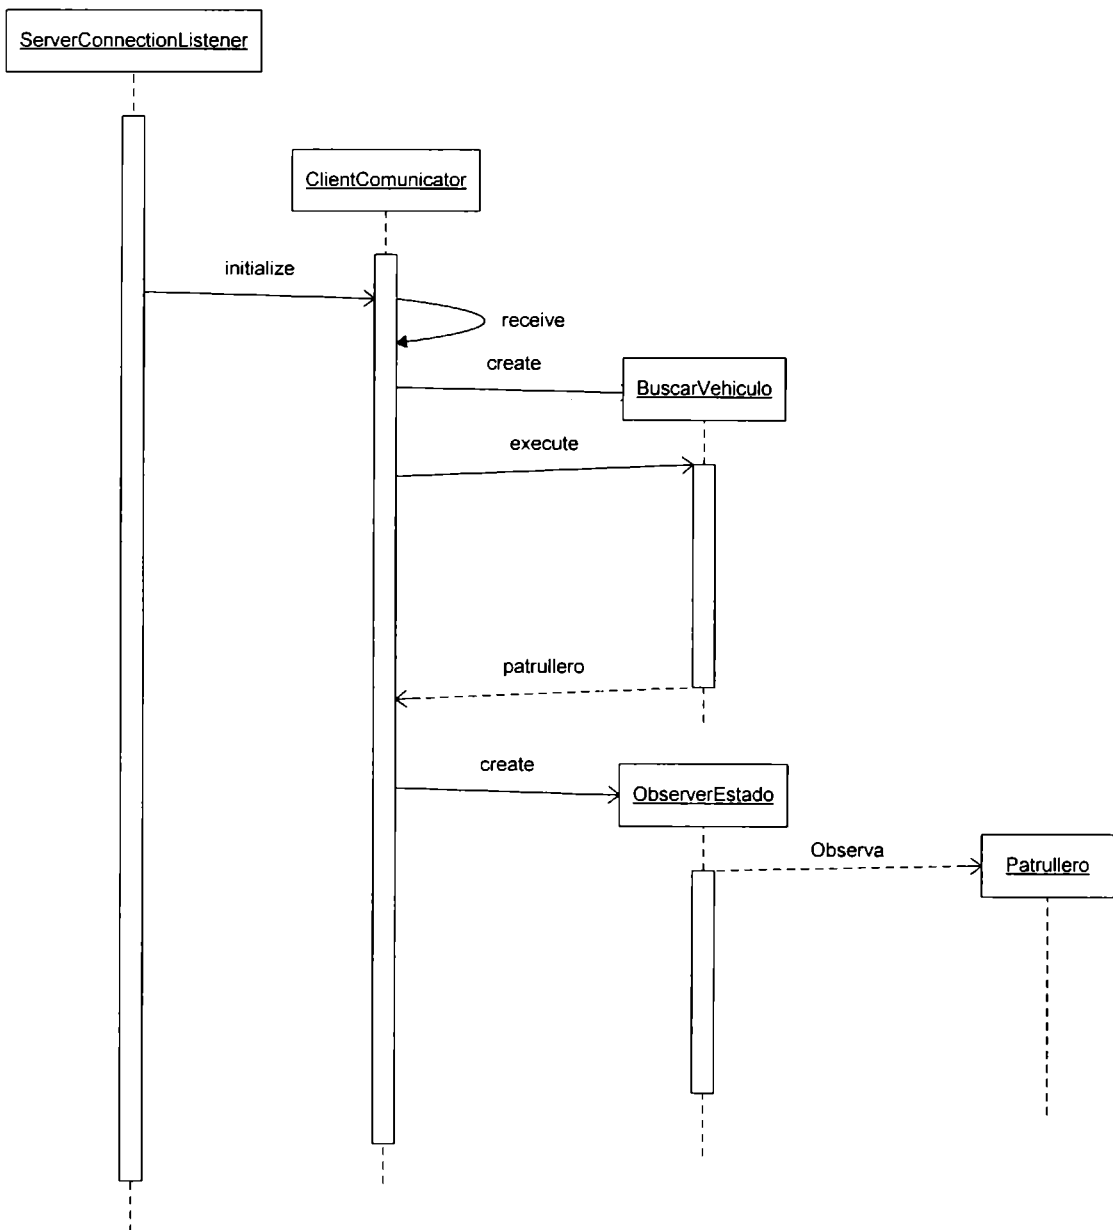 ServerConnectionListener
ClientComunicator
initialize
receive
create
BuscarVehiculo
execute
patrullero
create
ObserverEstado
Observa
Patrullero